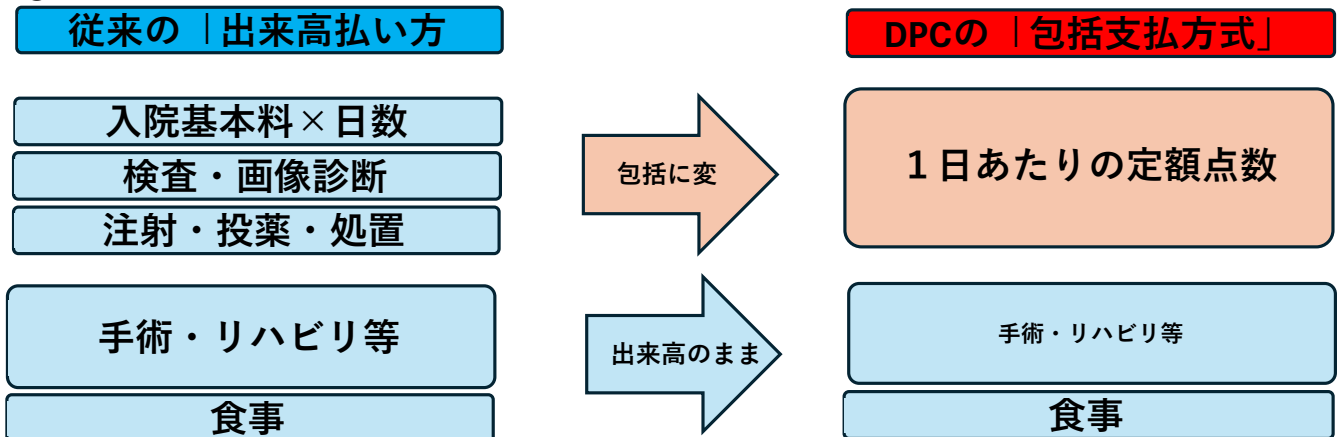 従来の「出来高払い方
DPCの「包括支払方式」
入院基本料×日数
検査・画像診断
注射・投薬・処置
包括に変
1日あたりの定額点数
手術・リハビリ等
出来高のまま
手術・リハビリ等
食事
食事